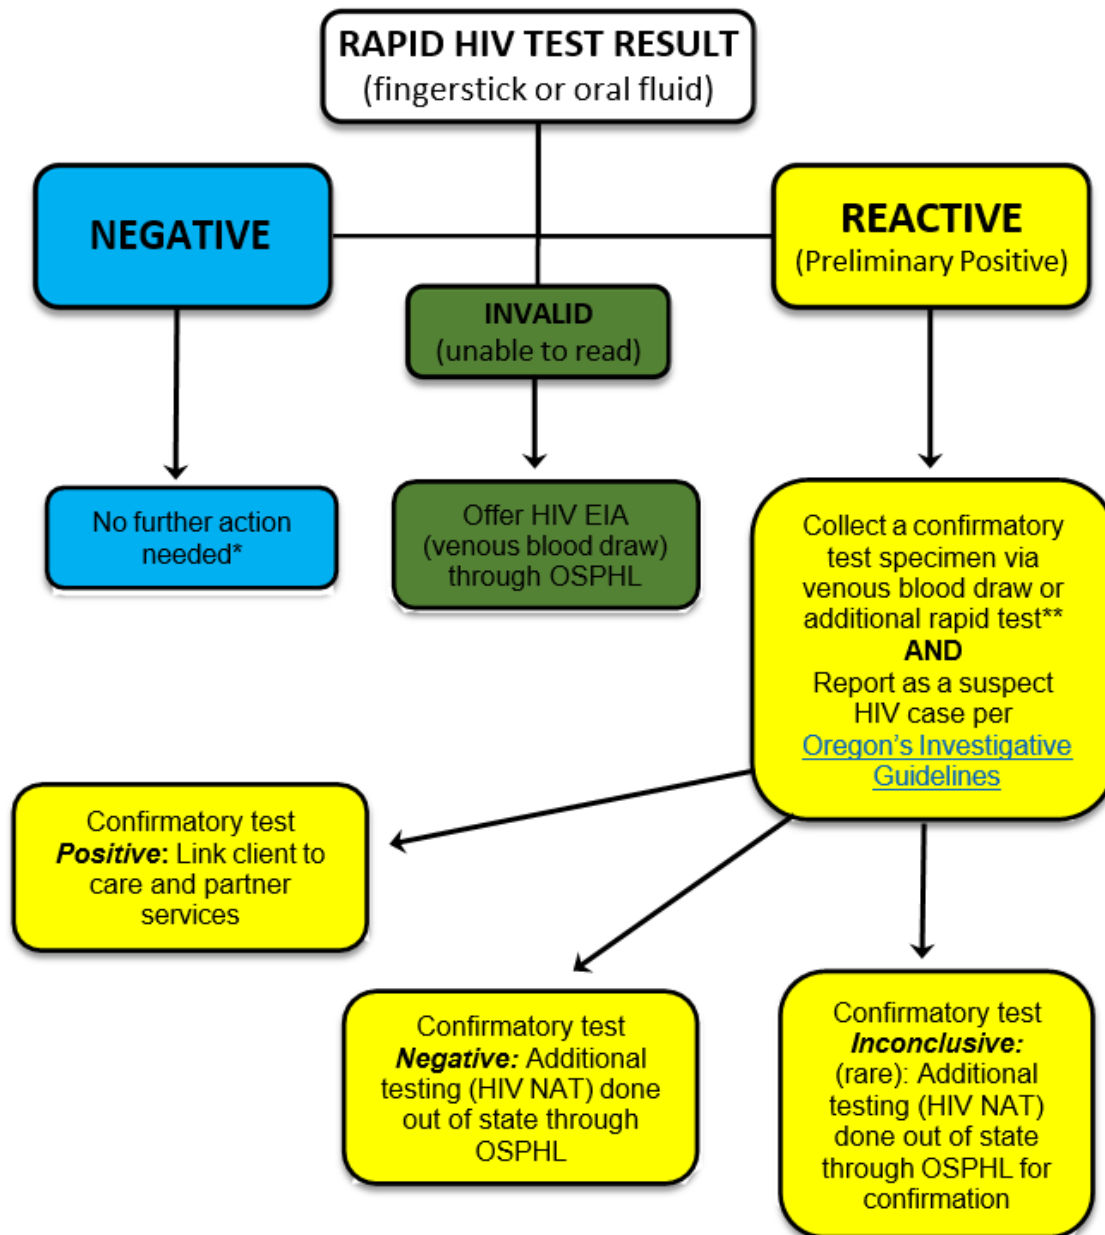 RAPID HIV TEST RESULT
(fingerstick or oral fluid)
NEGATIVE
REACTIVE
(Preliminary Positive)
INVALID
(unable to read)
No further action
needed*
Offer HIV EIA
(venous blood draw)
through OSPHL
Collect a confirmatory
test specimen via
venous blood draw or
additional rapid test**
AND
Report as a suspect
HIV case per
Oregon's Investigative
Guidelines
Confirmatory test
Positive: Link client to
care and partner
services
Confirmatory test
Negative: Additional
testing (HIV NAT) done
out of state through
OSPHL
Confirmatory test
Inconclusive:
(rare): Additional
testing (HIV NAT)
done out of state
through OSPHL for
confirmation